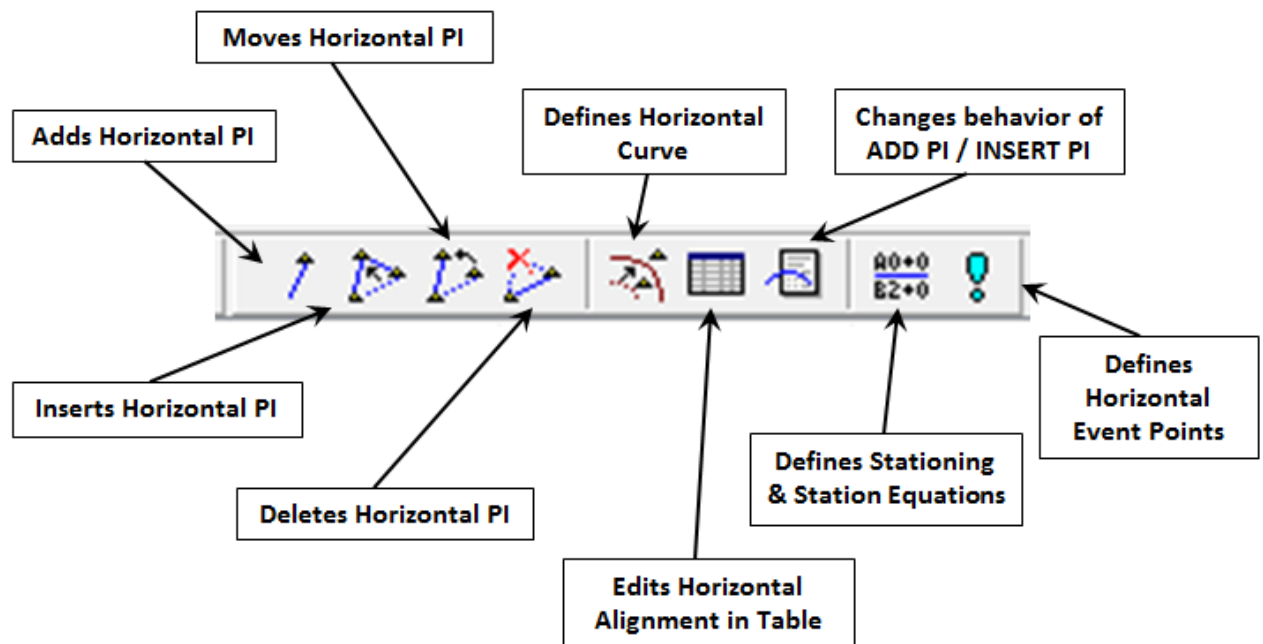 Moves Horizontal PI
Adds Horizontal PI
Defines Horizontal
Curve
Changes behavior of
ADD PI / INSERT PI
A0+0
B2+0
Inserts Horizontal PI
Deletes Horizontal PI
Edits Horizontal
Alignment in Table
Defines Stationing
& Station Equations
Defines
Horizontal
Event Points